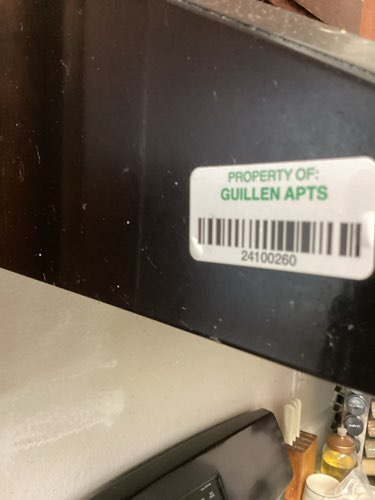 PROPERTY OF:
GUILLEN APTS
24100260